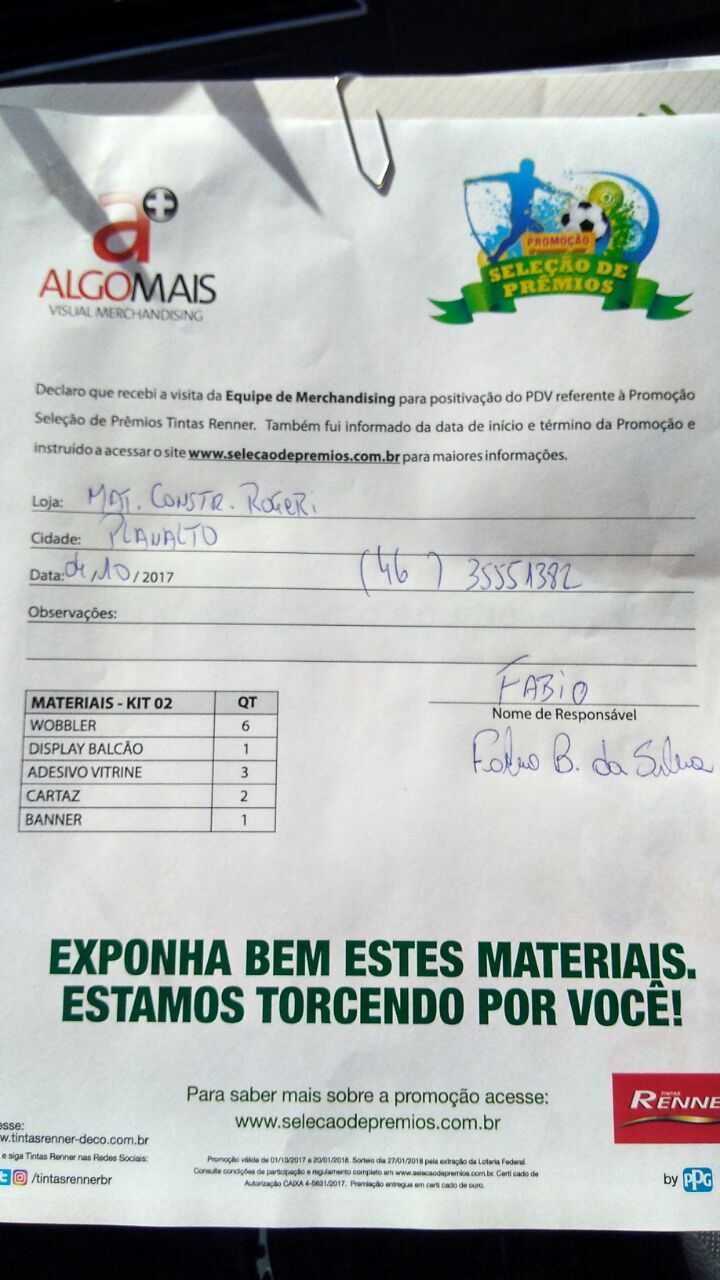 a+
ALGOMAIS
VISUAL MERCHANDISING
PROMOÇÃO
SELEÇÃO DE
PRÊMIOS
Declaro que recebi a visita da Equipe de Merchandising para positivação do PDV referente à Promoção
Seleção de Prêmios Tintas Renner. Também fui informado da data de início e término da Promoção e
instruído a acessar o site www.selecaodepremios.com.br para maiores informações.
Loja: MAT. CONSTR. ROGERI
Cidade: PLANALTO
Data: 04/10/2017 (46) 35551382
Observações:
FABIO
Nome de Responsável
Fabio B. da Silva
MATERIAIS - KIT 02 QT
WOBBLER 6
DISPLAY BALCÃO 1
ADESIVO VITRINE 3
CARTAZ 2
BANNER 1
EXPONHA BEM ESTES MATERIAIS.
ESTAMOS TORCENDO POR VOCÊ!
Para saber mais sobre a promoção acesse:
www.selecaodepremios.com.br
TINTAS
RENNE
esse:
w.tintasrenner-deco.com.br
e siga Tintas Renner nas Redes Sociais:
/tintasrennerbr
Promoção válida de 01/10/2017 a 20/01/2018. Sorteio dia 27/01/2018 pela extração da Loteria Federal.
Consulte condições de participação e regulamento completo em www.selecaodepremios.com.br. Certificado de
Autorização CAIXA 4-5631/2017. Premiação entregue em certificado de ouro.
by PPG